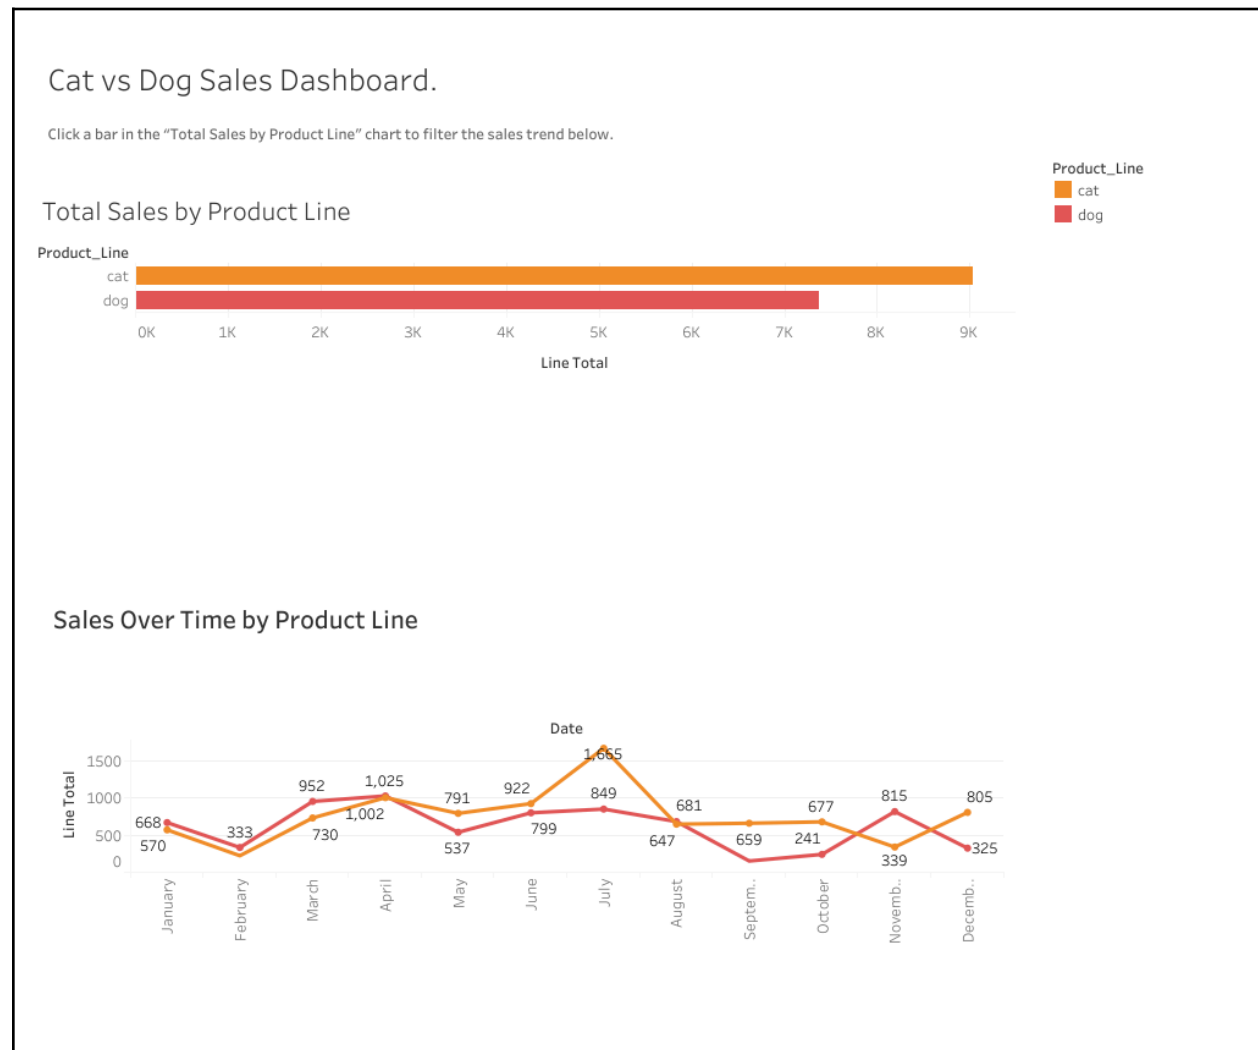 Cat vs Dog Sales Dashboard.
Click a bar in the “Total Sales by Product Line” chart to filter the sales trend below.
Product_Line
cat
dog
Total Sales by Product Line
Product_Line
cat
dog
0K 1K 2K 3K 4K 5K 6K 7K 8K 9K
Line Total
Sales Over Time by Product Line
Date
Line Total
1500
1000
500
0
668
570
333
952
730
1,025
1,002
791
537
922
799
1,665
849
681
647
659
677
241
815
339
805
325
January
February
March
April
May
June
July
August
Septem..
October
Novemb..
Decemb..